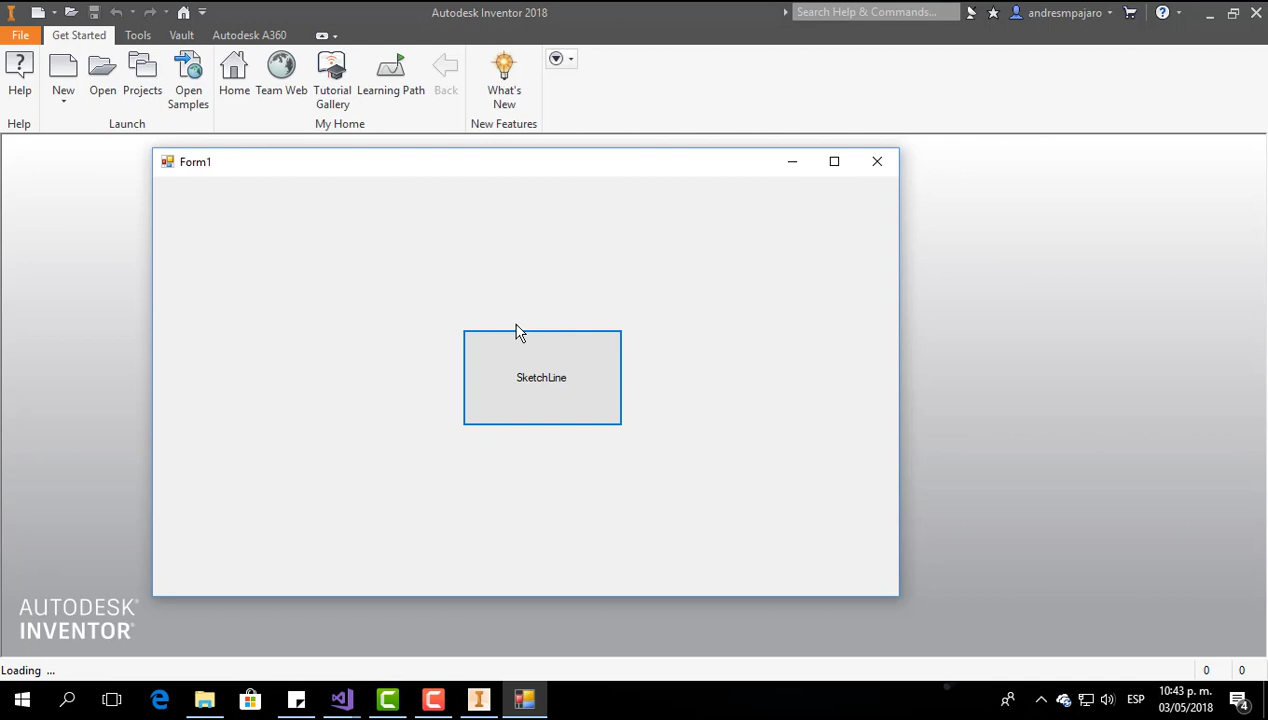 Autodesk Inventor 2018
Search Help & Commands...
andresmpajaro
File
Get Started
Tools
Vault
Autodesk A360
Help
New
Open
Projects
Open
Samples
Home
Team Web
Tutorial
Gallery
Learning Path
Back
What's
New
Help
Launch
My Home
New Features
Form1
SketchLine
AUTODESK®
INVENTOR®
Loading ...
0
0
ESP
10:43 p. m.
03/05/2018
4